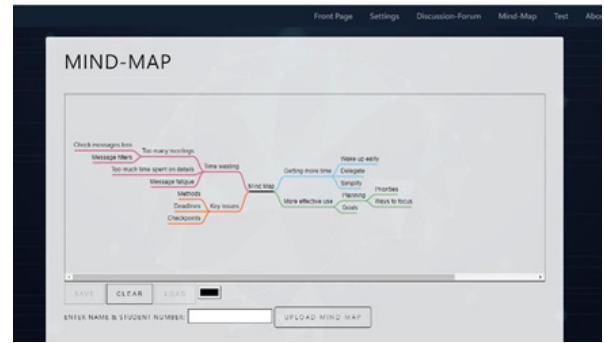 Front Page Settings Discussion-Forum Mind-Map Test Abou
MIND-MAP
Check messages less
Too many meetings
Message filters
Time wasting
Too much time spent on details
Message fatigue
Mind Map
Methods
Deadlines
Key issues
Checkpoints
Wake up early
Getting more time
Delegate
Simplify
Planning
Priorities
More effective use
Ways to focus
Goals
SAVE CLEAR LOAD
ENTER NAME & STUDENT NUMBER: UPLOAD MIND MAP